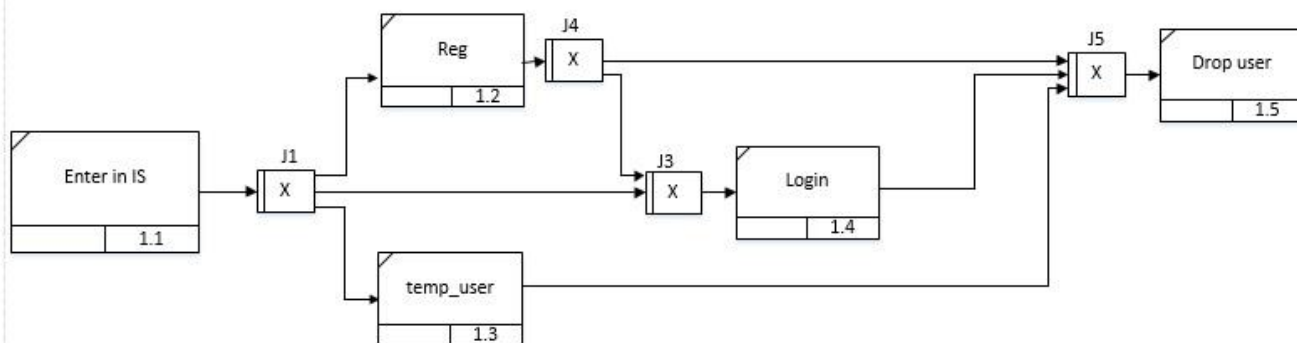 Reg
1.2
J4
X
J5
X
Drop user
1.5
Enter in IS
1.1
J1
X
J3
X
Login
1.4
temp_user
1.3